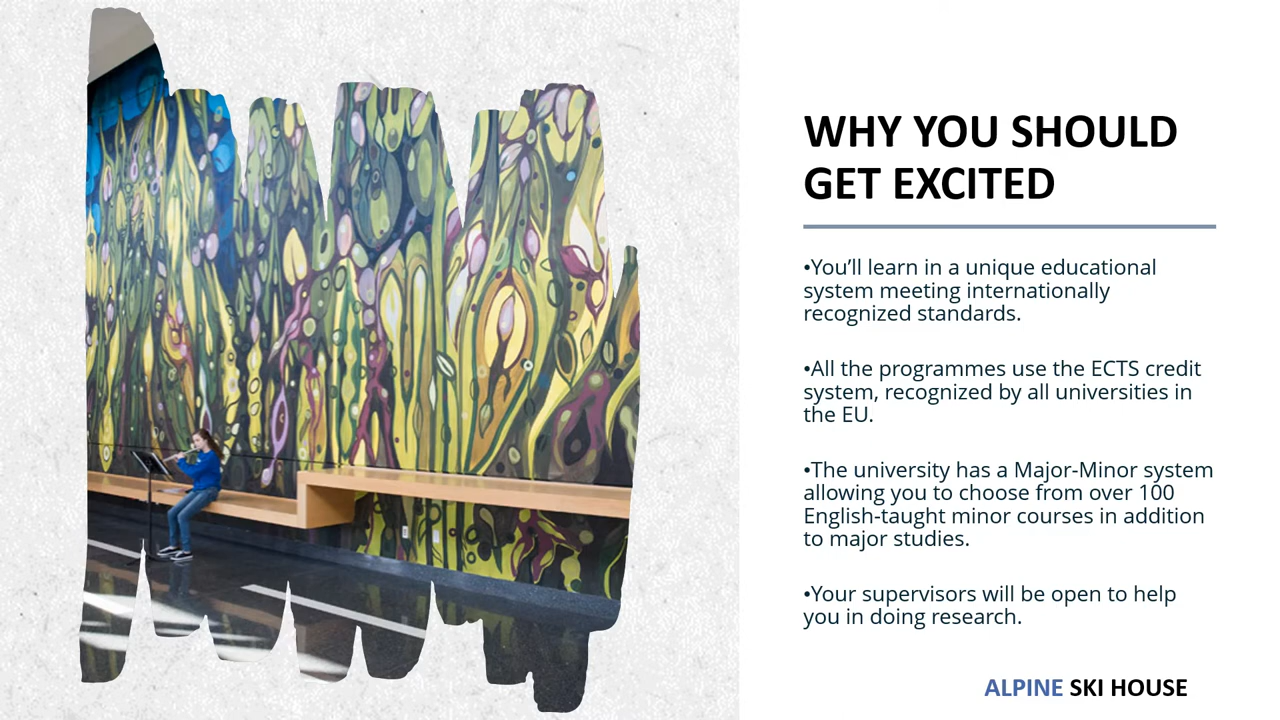 WHY YOU SHOULD
GET EXCITED
•You’ll learn in a unique educational
system meeting internationally
recognized standards.
•All the programmes use the ECTS credit
system, recognized by all universities in
the EU.
•The university has a Major-Minor system
allowing you to choose from over 100
English-taught minor courses in addition
to major studies.
•Your supervisors will be open to help
you in doing research.
ALPINE SKI HOUSE